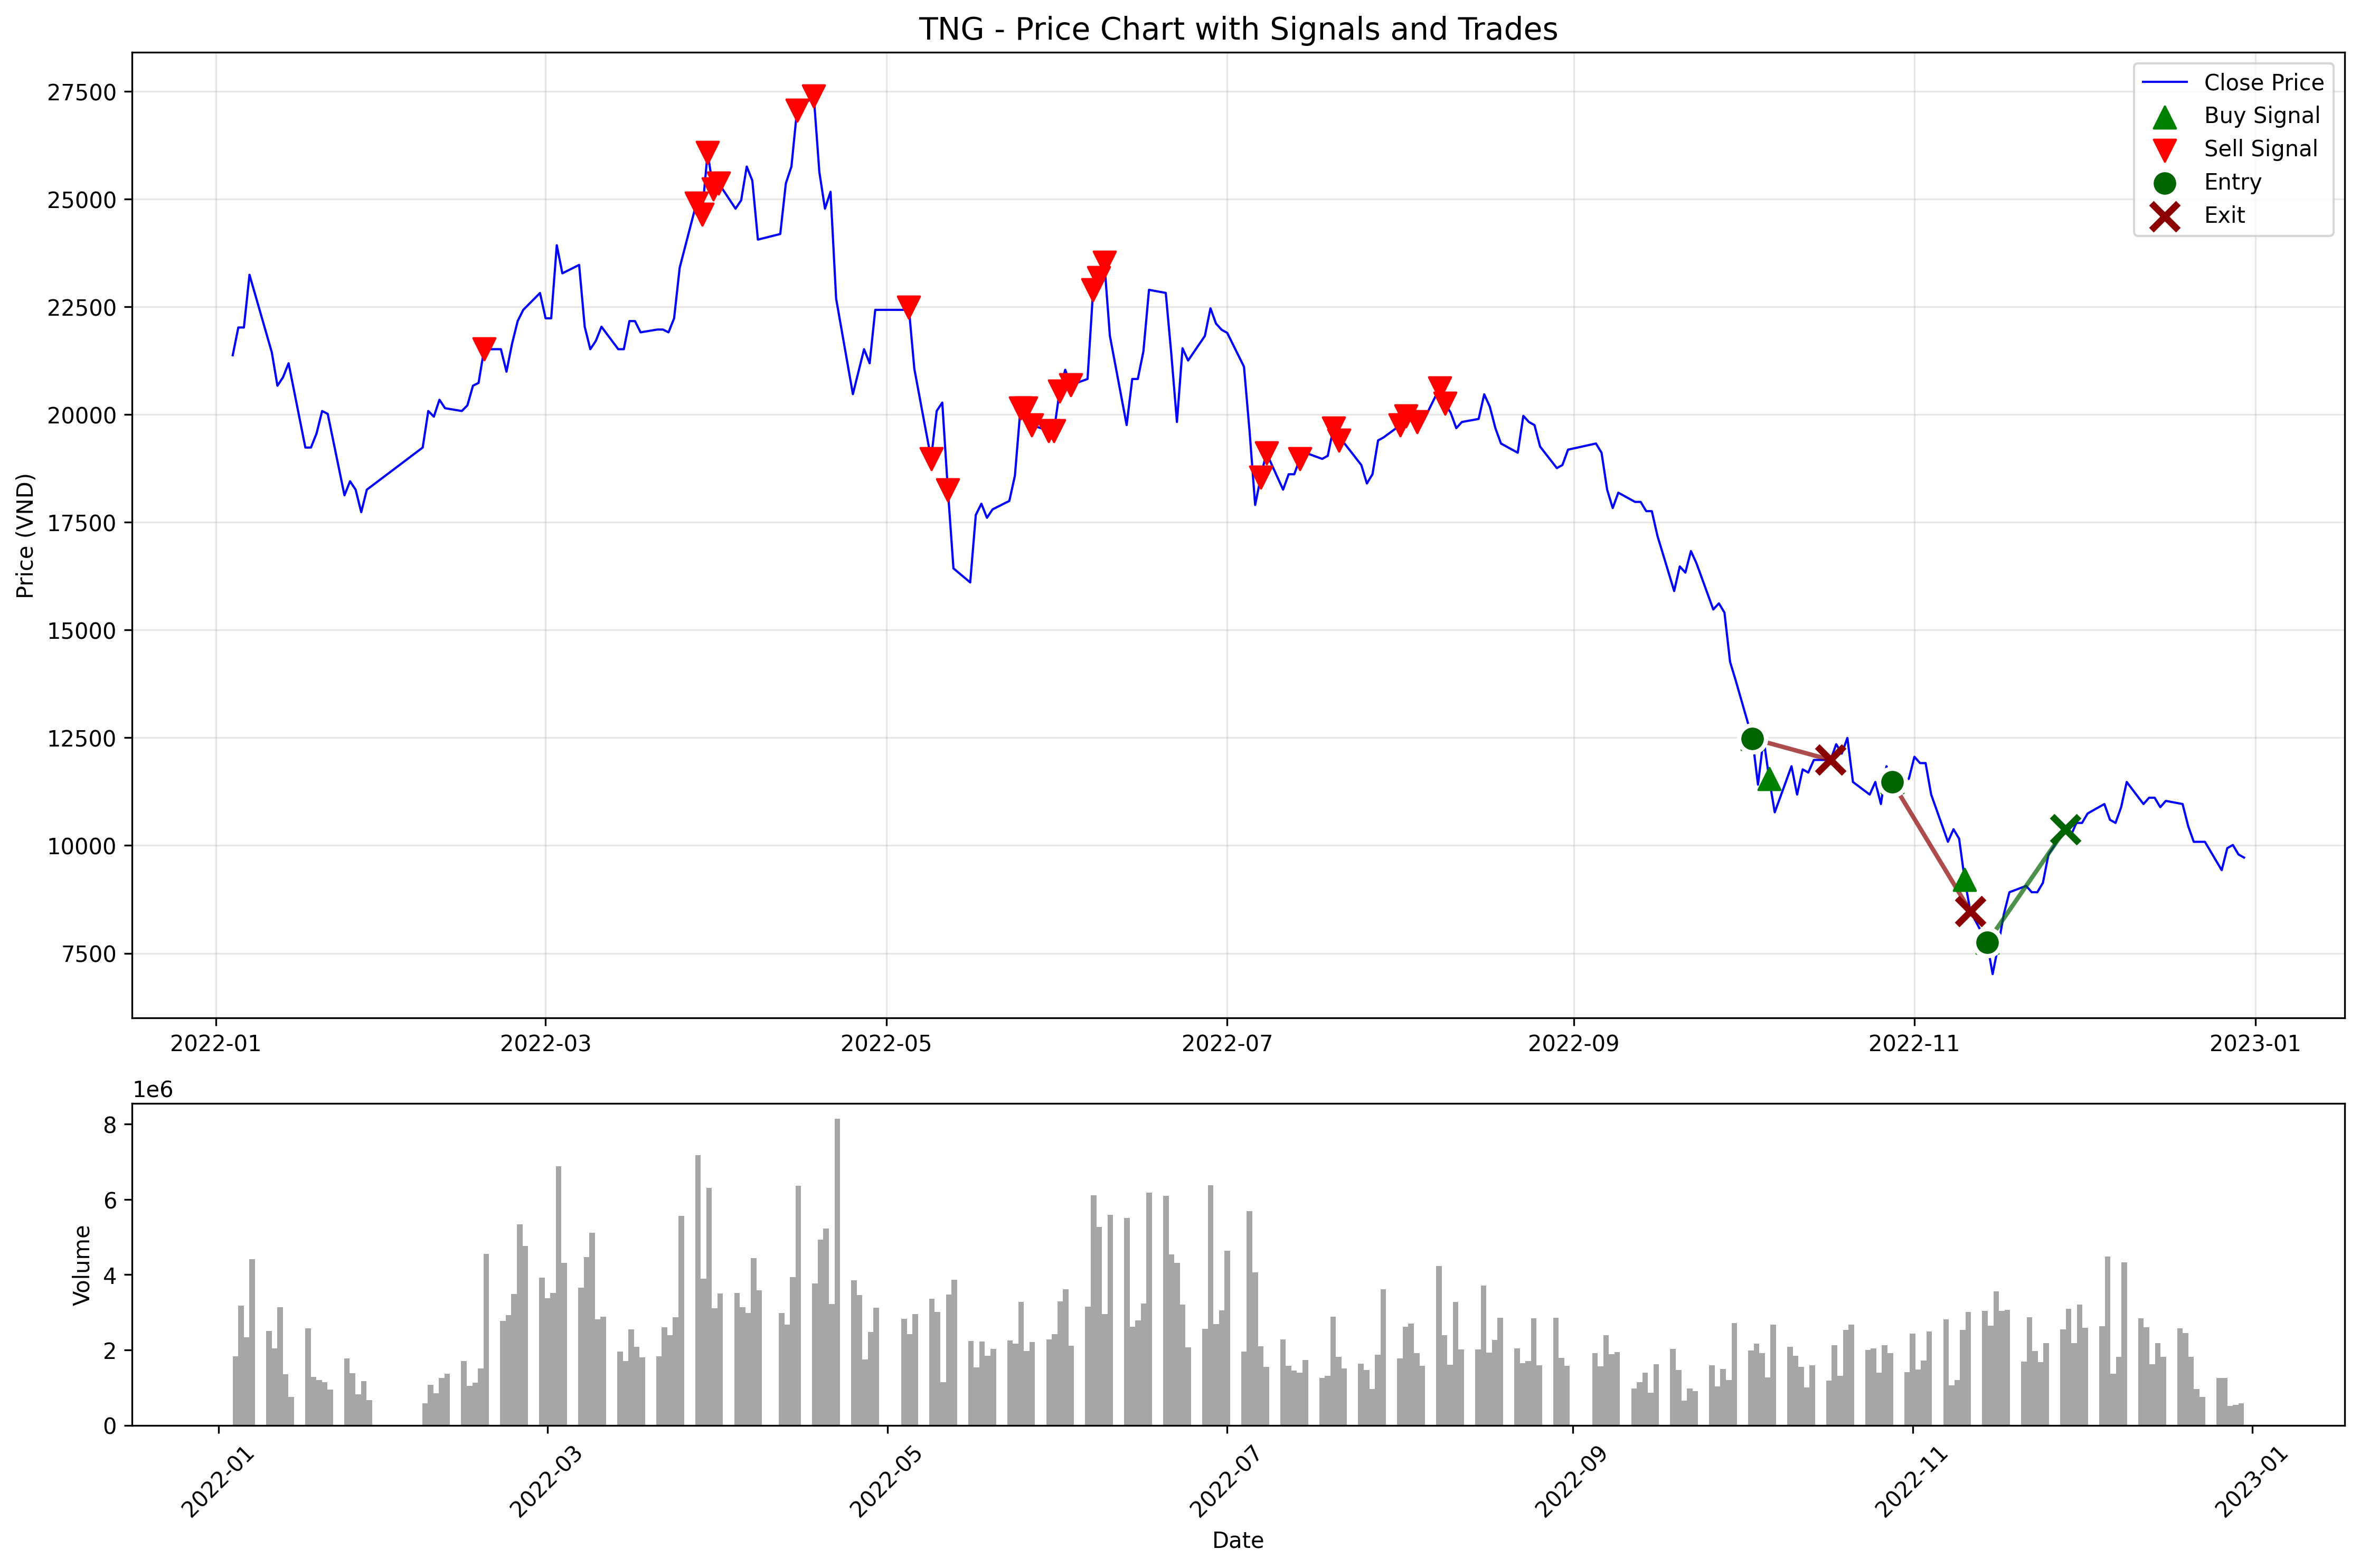 TNG - Price Chart with Signals and Trades
27500
25000
22500
20000
17500
15000
12500
10000
7500
Price (VND)
Close Price
Buy Signal
Sell Signal
Entry
Exit
2022-01
2022-03
2022-05
2022-07
2022-09
2022-11
2023-01
1e6
8
6
4
2
0
Volume
2022-01
2022-03
2022-05
2022-07
2022-09
2022-11
2023-01
Date